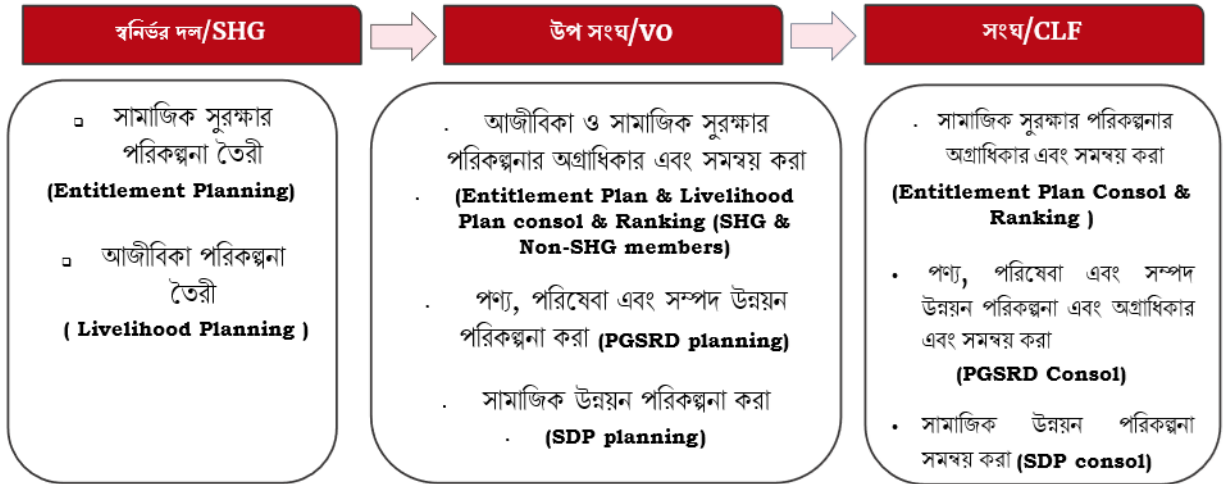 স্বনির্ভর দল/SHG
উপ সংঘ/VO
সংঘ/CLF
সামাজিক সুরক্ষার
পরিকল্পনা তৈরী
(Entitlement Planning)
আজীবিকা পরিকল্পনা
তৈরী
( Livelihood Planning )
আজীবিকা ও সামাজিক সুরক্ষার
পরিকল্পনার অগ্রাধিকার এবং সমন্বয় করা
(Entitlement Plan & Livelihood
Plan consol & Ranking (SHG &
Non-SHG members)
পণ্য, পরিষেবা এবং সম্পদ উন্নয়ন
পরিকল্পনা করা (PGSRD planning)
সামাজিক উন্নয়ন পরিকল্পনা করা
(SDP planning)
সামাজিক সুরক্ষার পরিকল্পনার
অগ্রাধিকার এবং সমন্বয় করা
(Entitlement Plan Consol &
Ranking )
পণ্য, পরিষেবা এবং সম্পদ
উন্নয়ন পরিকল্পনা এবং অগ্রাধিকার
এবং সমন্বয় করা
(PGSRD Consol)
সামাজিক উন্নয়ন পরিকল্পনা
সমন্বয় করা (SDP consol)